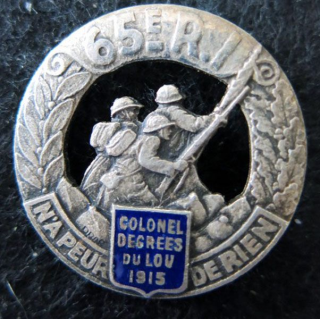 65E R.I
N'A PEUR
DE RIEN
COLONEL
DEGREES
DU LOU
1915